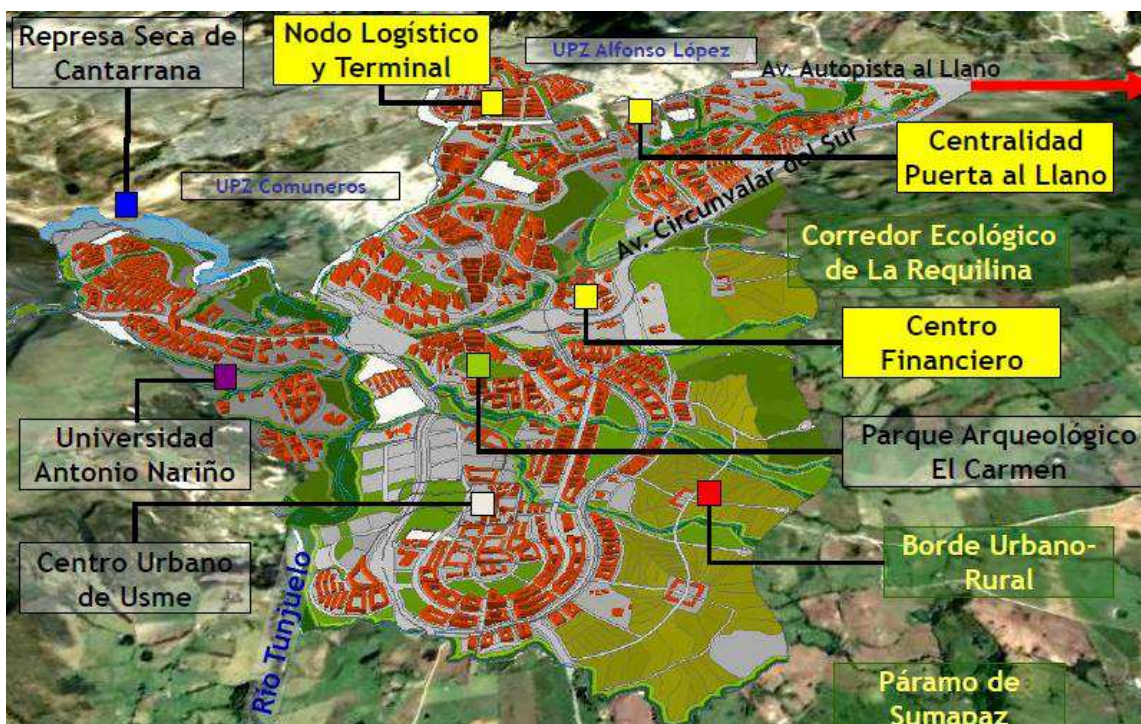 Represa Seca de
Cantarrana
Nodo Logístico
y Terminal
UPZ Alfonso López
Av. Autopista al Llano
Centralidad
Puerta al Llano
UPZ Comuneros
Av. Circunvalar del Sur
Corredor Ecológico
de La Requilina
Centro
Financiero
Universidad
Antonio Nariño
Parque Arqueológico
El Carmen
Centro Urbano
de Usme
Borde Urbano-
Rural
Río Tunjuelo
Páramo de
Sumapaz